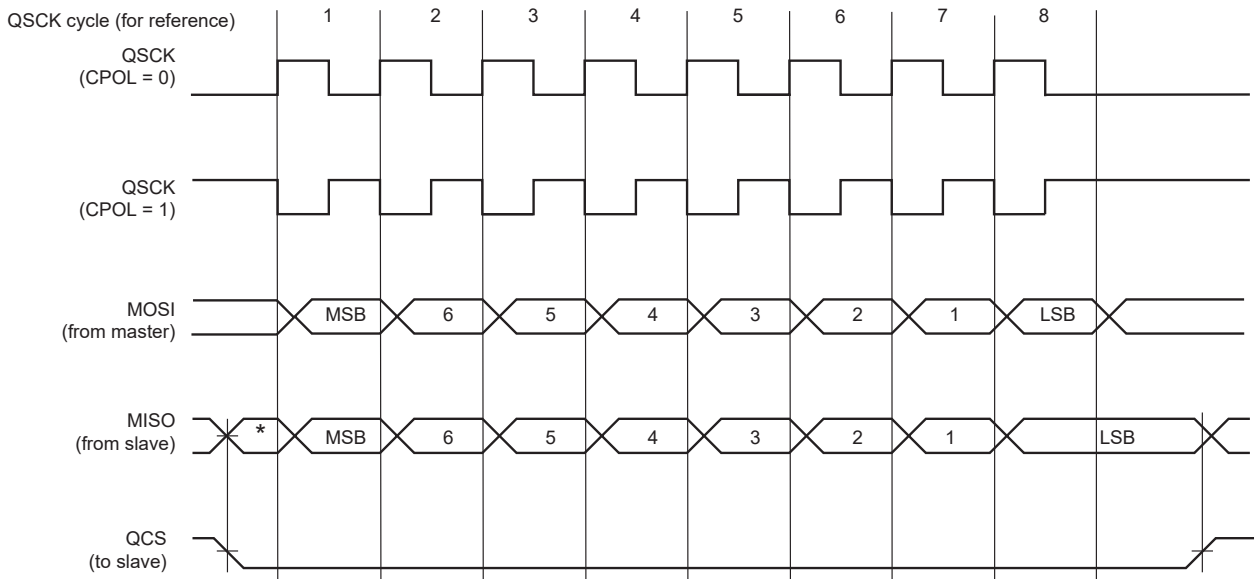 QSCK cycle (for reference) 1 2 3 4 5 6 7 8
QSCK
(CPOL = 0)
QSCK
(CPOL = 1)
MOSI
(from master)
MSB 6 5 4 3 2 1 LSB
MISO
(from slave)
* MSB 6 5 4 3 2 1 LSB
QCS
(to slave)